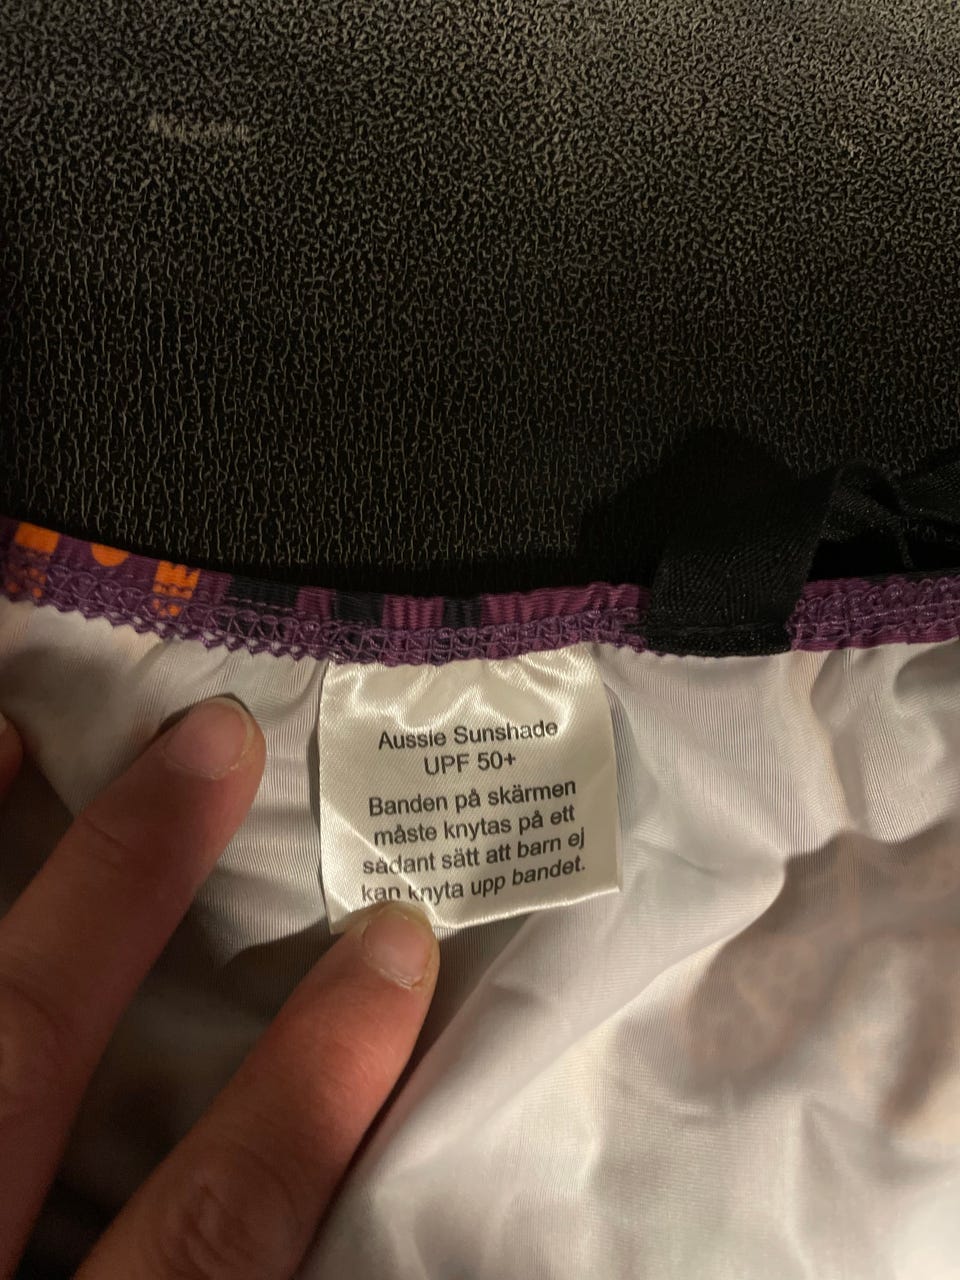 Aussie Sunshade
UPF 50+
Banden på skärmen
måste knytas på ett
sådant sätt att barn ej
kan knyta upp bandet.